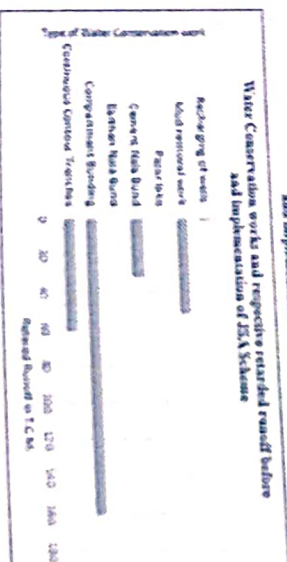 Water Conservation works and respective retarded runoff before
and implementation of JSA Scheme
Type of Water Conservation work
Recharging of wells
Mud removal work
Farm ponds
Cement Nala Bund
Earthen Nala Bund
Compartment Bunding
Continuous Contour Trenches
0 20 40 60 80 100 120 140 160 180
Retarded Runoff in T.C.M.